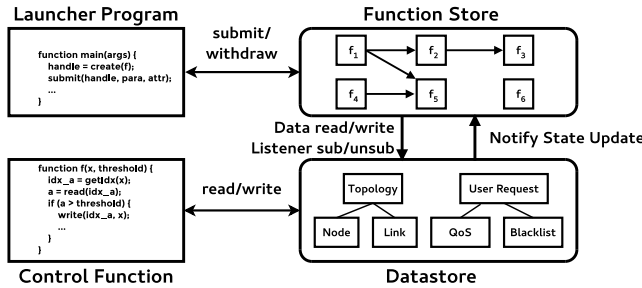 Launcher Program
function main(args) {
handle = create(f);
submit(handle, para, attr);
...
}
submit/
withdraw
Function Store
f1
f2
f3
f4
f5
f6
Data read/write
Listener sub/unsub
Notify State Update
function f(x, threshold) {
idx_a = getIdx(x);
a = read(idx_a);
if (a > threshold) {
write(idx_a, x);
...
}
}
Control Function
read/write
Topology
User Request
Node
Link
QoS
Blacklist
Datastore